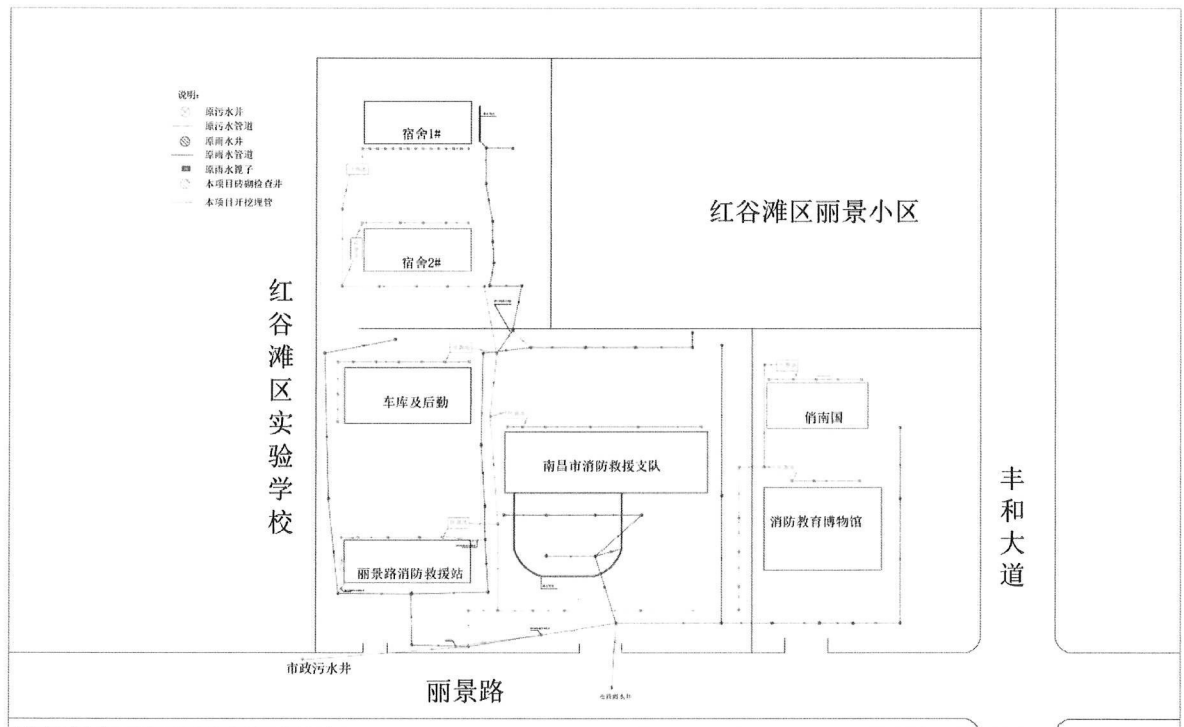 说明:
原污水井
原污水管道
原雨水井
原雨水管道
原雨水篦子
本项目砖砌检查井
本项目开挖埋管
宿舍1#
宿舍2#
红谷滩区丽景小区
红谷滩区实验学校
车库及后勤
俏南国
南昌市消防救援支队
消防教育博物馆
丰和大道
丽景路消防救援站
市政污水井
丽景路